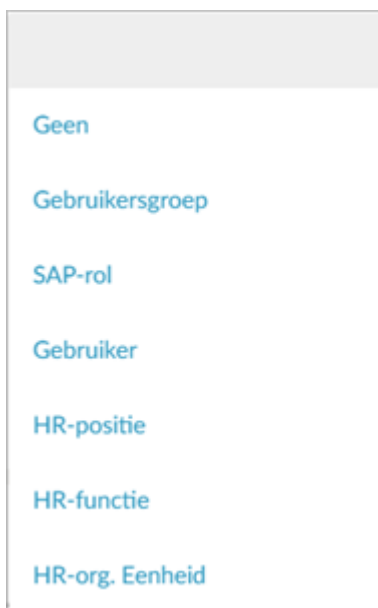 Geen
Gebruikersgroep
SAP-rol
Gebruiker
HR-positie
HR-functie
HR-org. Eenheid